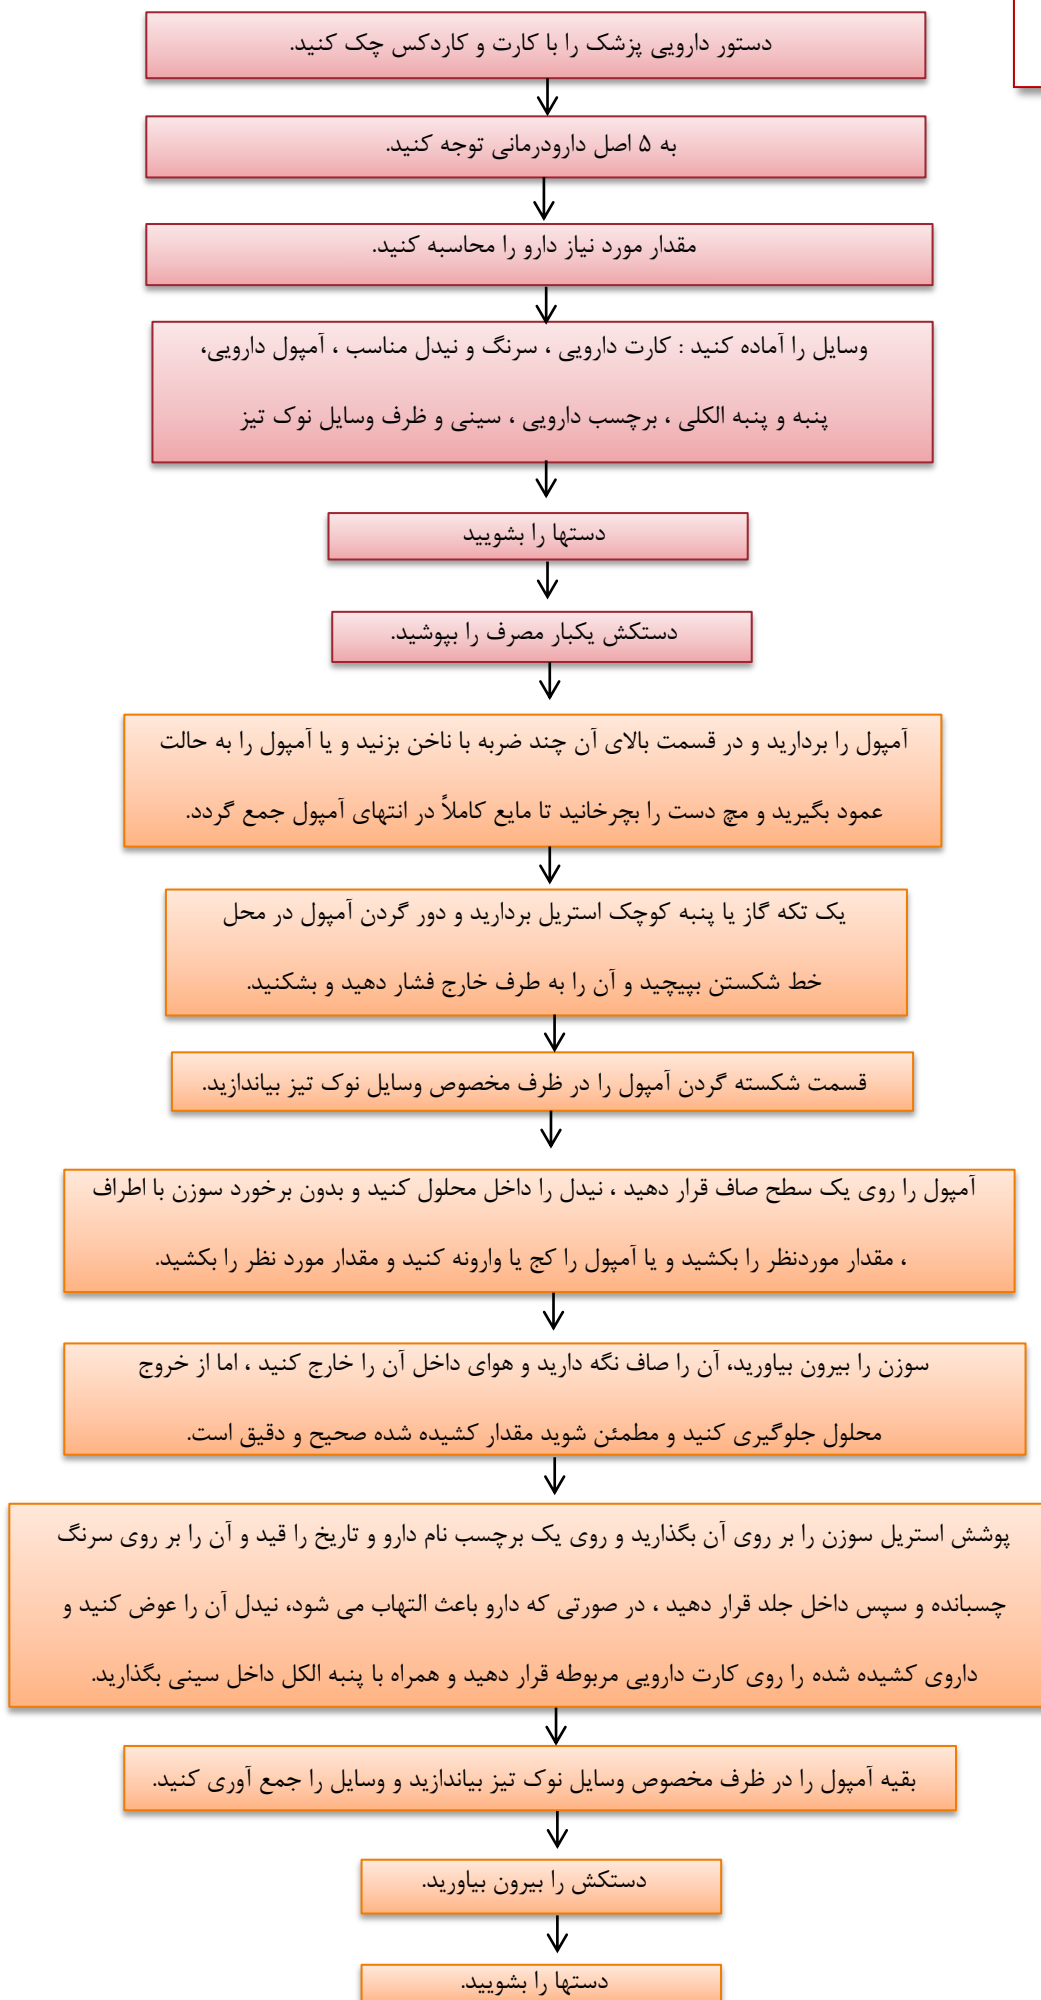 دستور دارویی پزشک را با کارت و کاردکس چک کنید.
به ۵ اصل دارودرمانی توجه کنید.
مقدار مورد نیاز دارو را محاسبه کنید.
وسایل را آماده کنید : کارت دارویی ، سرنگ و نیدل مناسب ، آمپول دارویی،
پنبه و پنبه الکلی ، برچسب دارویی ، سینی و ظرف وسایل نوک تیز
دستها را بشویید
دستکش یکبار مصرف را بپوشید.
آمپول را بردارید و در قسمت بالای آن چند ضربه با ناخن بزنید و یا آمپول را به حالت
عمود بگیرید و مچ دست را بچرخانید تا مایع کاملاً در انتهای آمپول جمع گردد.
یک تکه گاز یا پنبه کوچک استریل بردارید و دور گردن آمپول در محل
خط شکستن بپیچید و آن را به طرف خارج فشار دهید و بشکنید.
قسمت شکسته گردن آمپول را در ظرف مخصوص وسایل نوک تیز بیاندازید.
آمپول را روی یک سطح صاف قرار دهید ، نیدل را داخل محلول کنید و بدون برخورد سوزن با اطراف
، مقدار موردنظر را بکشید و یا آمپول را کج یا وارونه کنید و مقدار مورد نظر را بکشید.
سوزن را بیرون بیاورید، آن را صاف نگه دارید و هوای داخل آن را خارج کنید ، اما از خروج
محلول جلوگیری کنید و مطمئن شوید مقدار کشیده شده صحیح و دقیق است.
پوشش استریل سوزن را بر روی آن بگذارید و روی یک برچسب نام دارو و تاریخ را قید و آن را بر روی سرنگ
چسبانده و سپس داخل جلد قرار دهید ، در صورتی که دارو باعث التهاب می شود، نیدل آن را عوض کنید و
داروی کشیده شده را روی کارت دارویی مربوطه قرار دهید و همراه با پنبه الکل داخل سینی بگذارید.
بقیه آمپول را در ظرف مخصوص وسایل نوک تیز بیاندازید و وسایل را جمع آوری کنید.
دستکش را بیرون بیاورید.
دستها را بشویید.